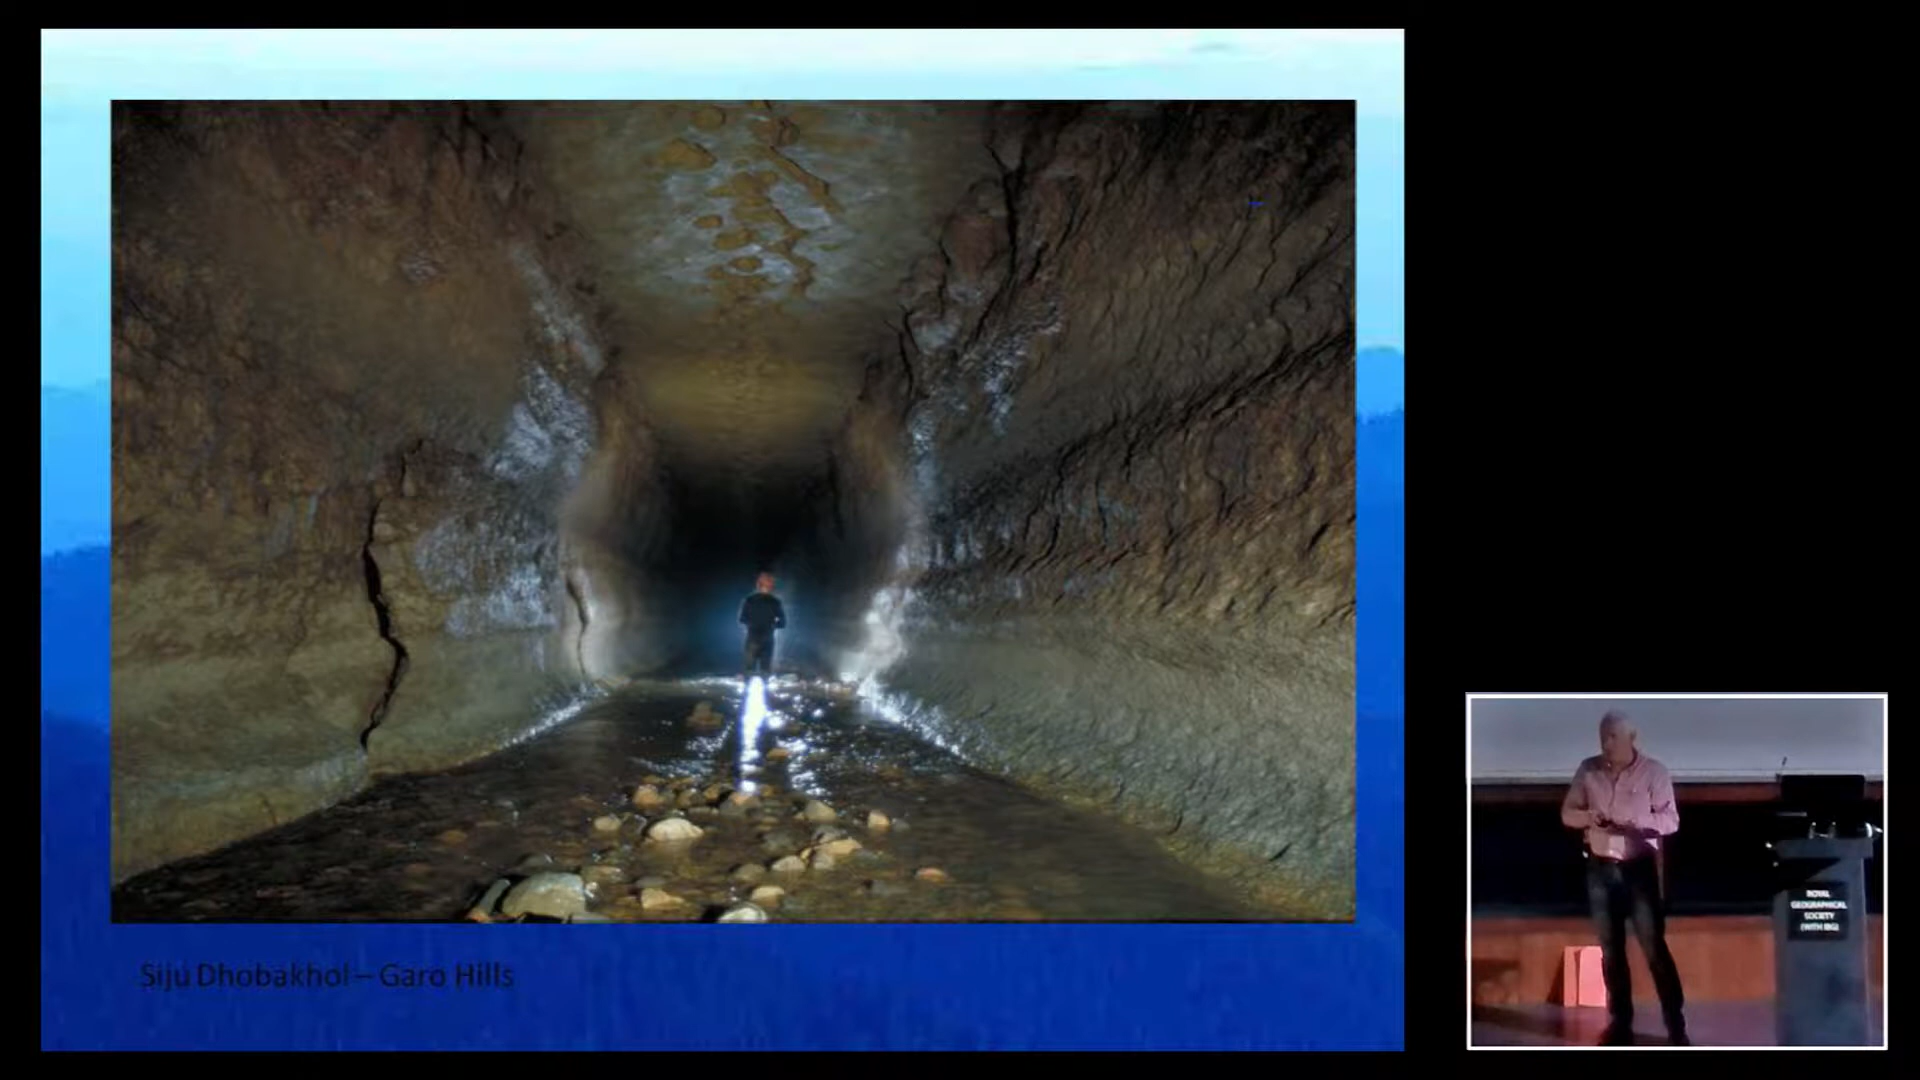 Siju Dhobakhol – Garo Hills
ROYAL
GEOGRAPHICAL
SOCIETY
(WITH IBG)